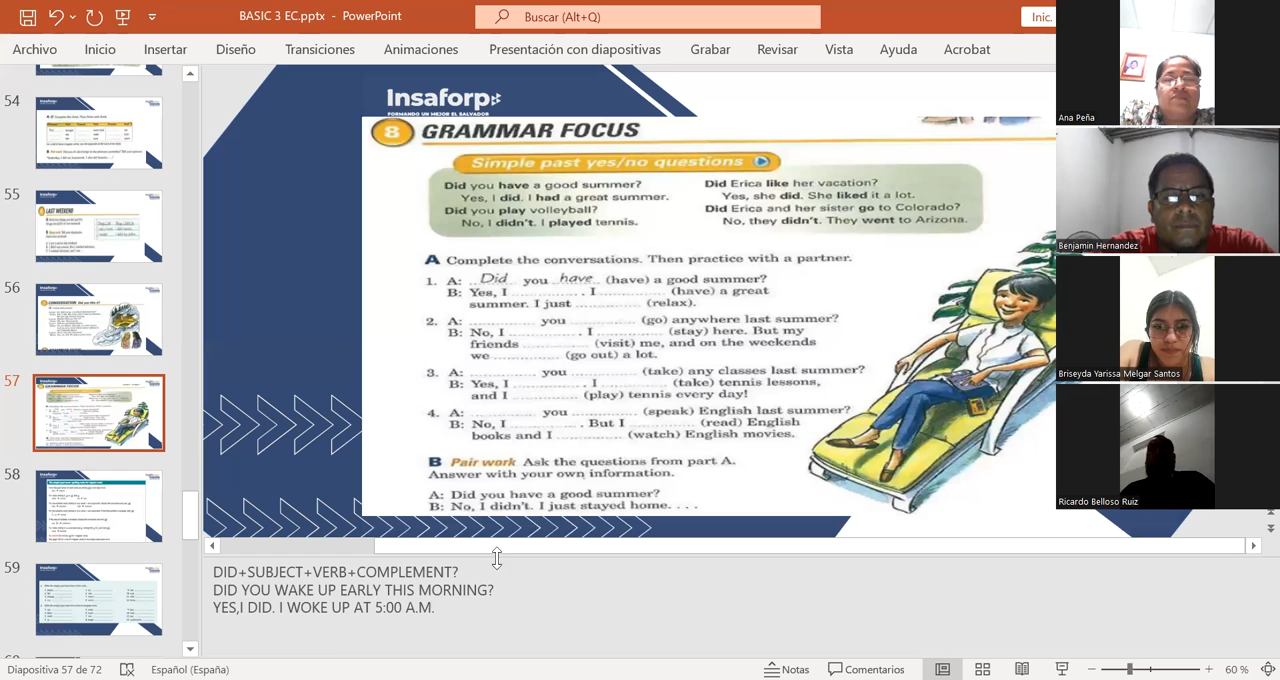 BASIC 3 EC.pptx - PowerPoint
Buscar (Alt+Q)
Inic.
Archivo Inicio Insertar Diseño Transiciones Animaciones Presentación con diapositivas Grabar Revisar Vista Ayuda Acrobat
54
55
56
57
58
59
Insaforp
FORMANDO UN MEJOR EL SALVADOR
8 GRAMMAR FOCUS
Simple past yes/no questions
Did you have a good summer?
Yes, I did. I had a great summer.
Did you play volleyball?
No, I didn't. I played tennis.
Did Erica like her vacation?
Yes, she did. She liked it a lot.
Did Erica and her sister go to Colorado?
No, they didn't. They went to Arizona.
A Complete the conversations. Then practice with a partner.
1. A: Did you have (have) a good summer?
B: Yes, I ............ . I ............ (have) a great
summer. I just ............ (relax).
2. A: ............ you ............ (go) anywhere last summer?
B: No, I ............ . I ............ (stay) here. But my
friends ............ (visit) me, and on the weekends
we ............ (go out) a lot.
3. A: ............ you ............ (take) any classes last summer?
B: Yes, I ............ . I ............ (take) tennis lessons,
and I ............ (play) tennis every day!
4. A: ............ you ............ (speak) English last summer?
B: No, I ............ . But I ............ (read) English
books and I ............ (watch) English movies.
B Pair work Ask the questions from part A.
Answer with your own information.
A: Did you have a good summer?
B: No, I didn't. I just stayed home. . . .
DID+SUBJECT+VERB+COMPLEMENT?
DID YOU WAKE UP EARLY THIS MORNING?
YES,I DID. I WOKE UP AT 5:00 A.M.
Ana Peña
Benjamin Hernandez
Briseyda Yarissa Melgar Santos
Ricardo Belloso Ruiz
Diapositiva 57 de 72 Español (España) Notas Comentarios 60 %